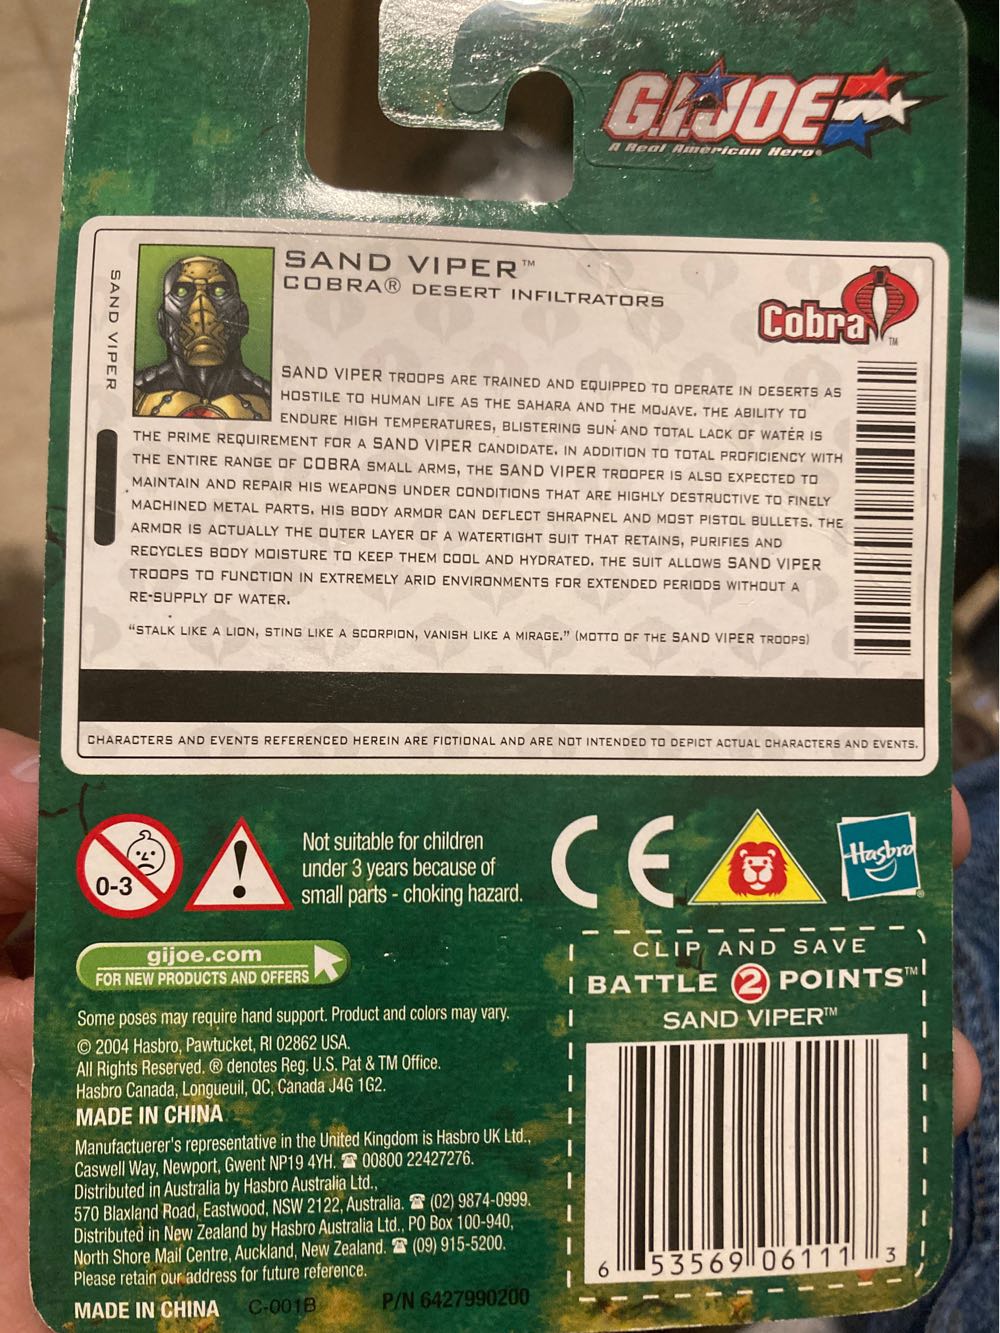 G.I. JOE
A Real American Hero®
SAND VIPER
SAND VIPER™
COBRA® DESERT INFILTRATORS
Cobra™
SAND VIPER TROOPS ARE TRAINED AND EQUIPPED TO OPERATE IN DESERTS AS
HOSTILE TO HUMAN LIFE AS THE SAHARA AND THE MOJAVE. THE ABILITY TO
ENDURE HIGH TEMPERATURES, BLISTERING SUN AND TOTAL LACK OF WATER IS
THE PRIME REQUIREMENT FOR A SAND VIPER CANDIDATE. IN ADDITION TO TOTAL PROFICIENCY WITH
THE ENTIRE RANGE OF COBRA SMALL ARMS, THE SAND VIPER TROOPER IS ALSO EXPECTED TO
MAINTAIN AND REPAIR HIS WEAPONS UNDER CONDITIONS THAT ARE HIGHLY DESTRUCTIVE TO FINELY
MACHINED METAL PARTS. HIS BODY ARMOR CAN DEFLECT SHRAPNEL AND MOST PISTOL BULLETS. THE
ARMOR IS ACTUALLY THE OUTER LAYER OF A WATERTIGHT SUIT THAT RETAINS, PURIFIES AND
RECYCLES BODY MOISTURE TO KEEP THEM COOL AND HYDRATED. THE SUIT ALLOWS SAND VIPER
TROOPS TO FUNCTION IN EXTREMELY ARID ENVIRONMENTS FOR EXTENDED PERIODS WITHOUT A
RE-SUPPLY OF WATER.
"STALK LIKE A LION, STING LIKE A SCORPION, VANISH LIKE A MIRAGE." (MOTTO OF THE SAND VIPER TROOPS)
CHARACTERS AND EVENTS REFERENCED HEREIN ARE FICTIONAL AND ARE NOT INTENDED TO DEPICT ACTUAL CHARACTERS AND EVENTS.
0-3
!
Not suitable for children
under 3 years because of
small parts - choking hazard.
CE
Hasbro®
gijoe.com
FOR NEW PRODUCTS AND OFFERS
Some poses may require hand support. Product and colors may vary.
© 2004 Hasbro, Pawtucket, RI 02862 USA.
All Rights Reserved. ® denotes Reg. U.S. Pat & TM Office.
Hasbro Canada, Longueuil, QC, Canada J4G 1G2.
MADE IN CHINA
Manufactuerer's representative in the United Kingdom is Hasbro UK Ltd.,
Caswell Way, Newport, Gwent NP19 4YH. ☎ 00800 22427276.
Distributed in Australia by Hasbro Australia Ltd.,
570 Blaxland Road, Eastwood, NSW 2122, Australia. ☎ (02) 9874-0999.
Distributed in New Zealand by Hasbro Australia Ltd., PO Box 100-940,
North Shore Mail Centre, Auckland, New Zealand. ☎ (09) 915-5200.
Please retain our address for future reference.
MADE IN CHINA C-001B P/N 6427990200
CLIP AND SAVE
BATTLE 2 POINTS™
SAND VIPER™
6 53569 06111 3